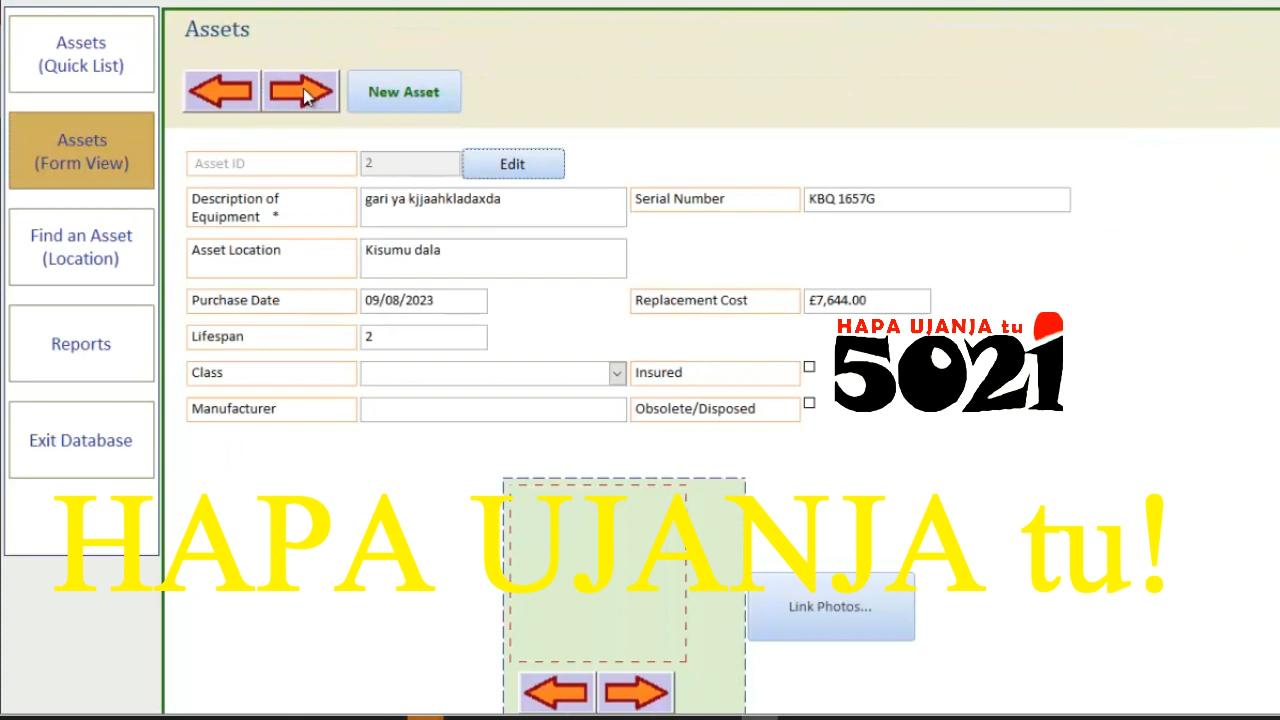 Assets
(Quick List)
Assets
(Form View)
Find an Asset
(Location)
Reports
Exit Database
Assets
New Asset
Asset ID 2 Edit
Description of
Equipment * gari ya kjjaahkladaxda Serial Number KBQ 1657G
Asset Location Kisumu dala
Purchase Date 09/08/2023 Replacement Cost £7,644.00
Lifespan 2
Class Insured
Manufacturer Obsolete/Disposed
HAPA UJANJA tu
5021
HAPA UJANJA tu!
Link Photos...